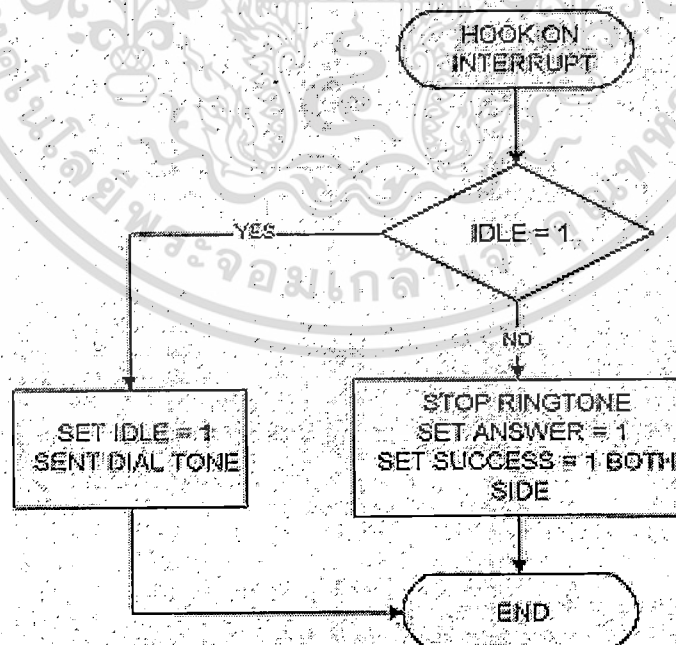 HOOK ON
INTERRUPT
IDLE = 1
YES
NO
SET IDLE = 1
SENT DIAL TONE
STOP RINGTONE
SET ANSWER = 1
SET SUCCESS = 1 BOTH
SIDE
END